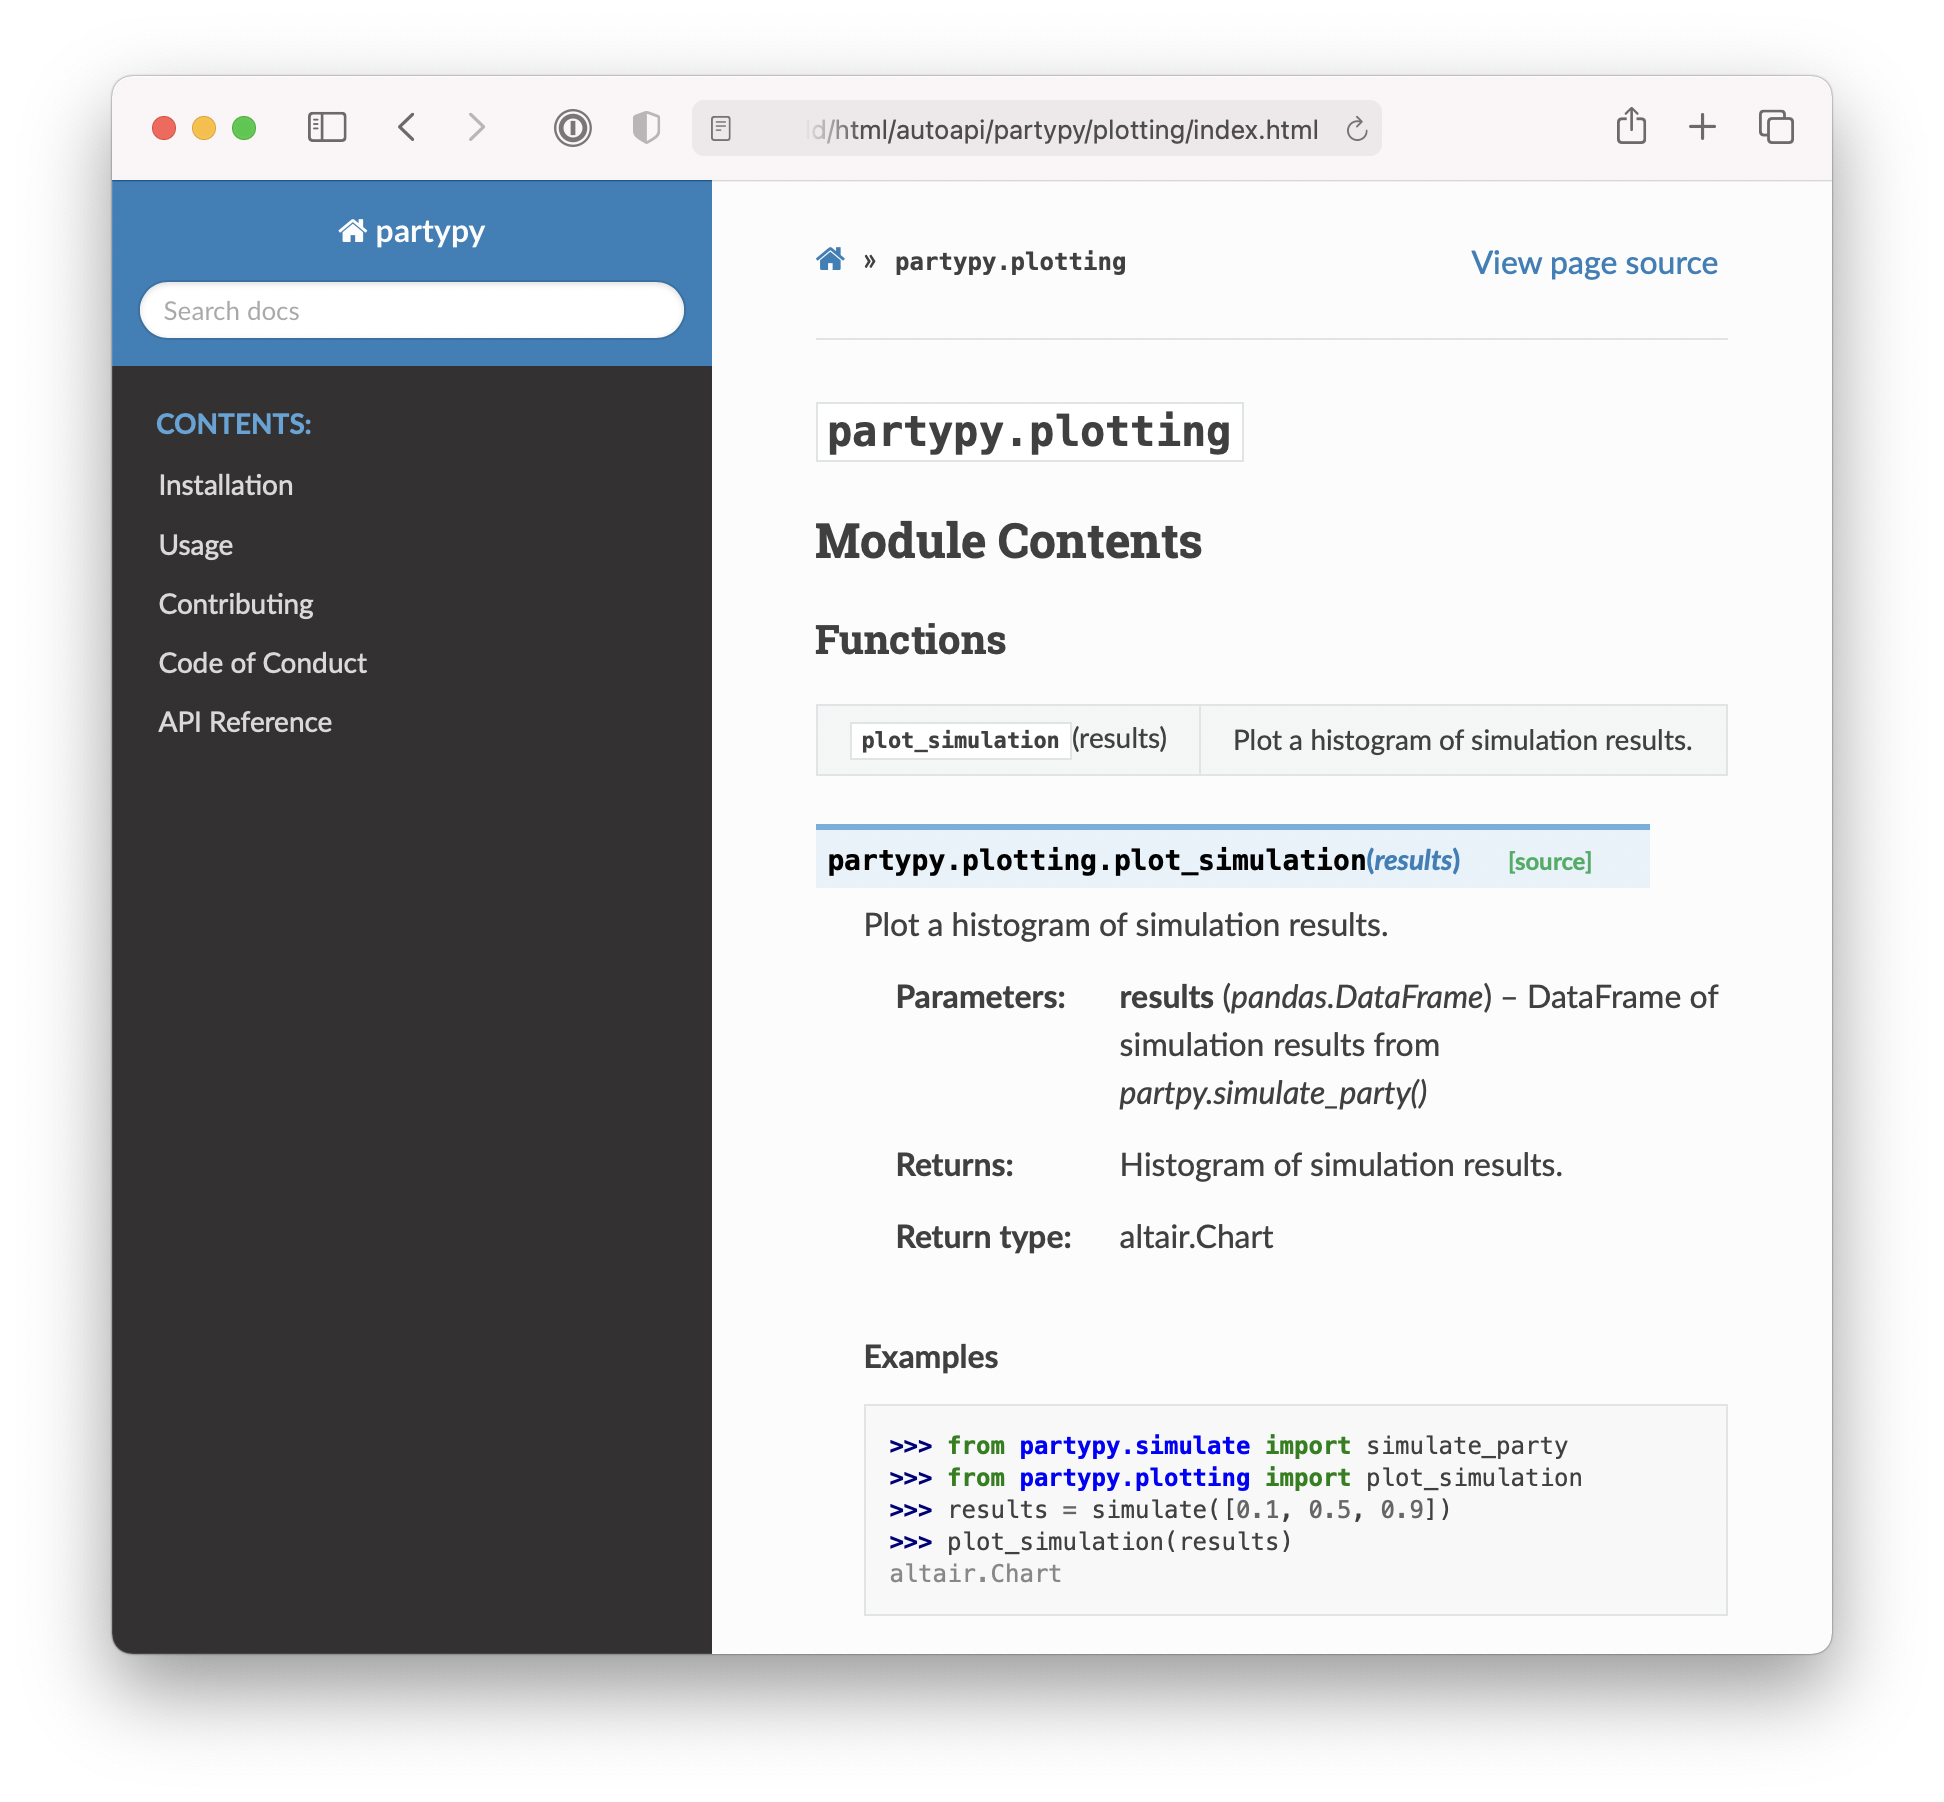 ld/html/autoapi/partypy/plotting/index.html
partypy
Search docs
CONTENTS:
Installation
Usage
Contributing
Code of Conduct
API Reference
» partypy.plotting
View page source
partypy.plotting
Module Contents
Functions
plot_simulation(results) Plot a histogram of simulation results.
partypy.plotting.plot_simulation(results) [source]
Plot a histogram of simulation results.
Parameters: results (pandas.DataFrame) – DataFrame of
simulation results from
partpy.simulate_party()
Returns: Histogram of simulation results.
Return type: altair.Chart
Examples
>>> from partypy.simulate import simulate_party
>>> from partypy.plotting import plot_simulation
>>> results = simulate([0.1, 0.5, 0.9])
>>> plot_simulation(results)
altair.Chart